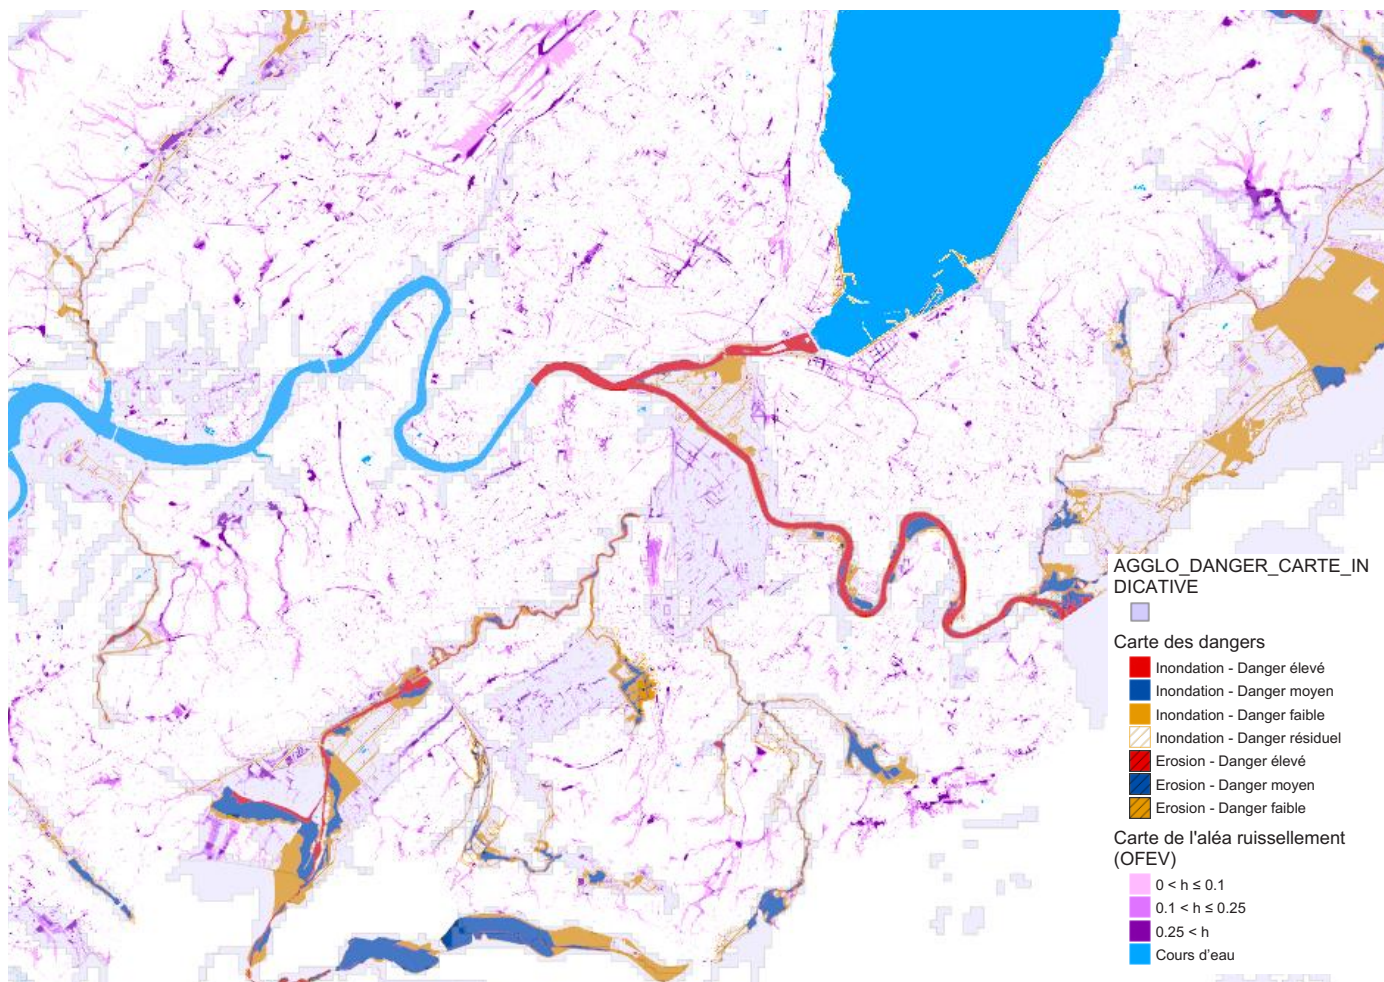 AGGLO_DANGER_CARTE_IN
DICATIVE
Carte des dangers
Inondation - Danger élevé
Inondation - Danger moyen
Inondation - Danger faible
Inondation - Danger résiduel
Erosion - Danger élevé
Erosion - Danger moyen
Erosion - Danger faible
Carte de l'aléa ruissellement
(OFEV)
0 < h ≤ 0.1
0.1 < h ≤ 0.25
0.25 < h
Cours d'eau